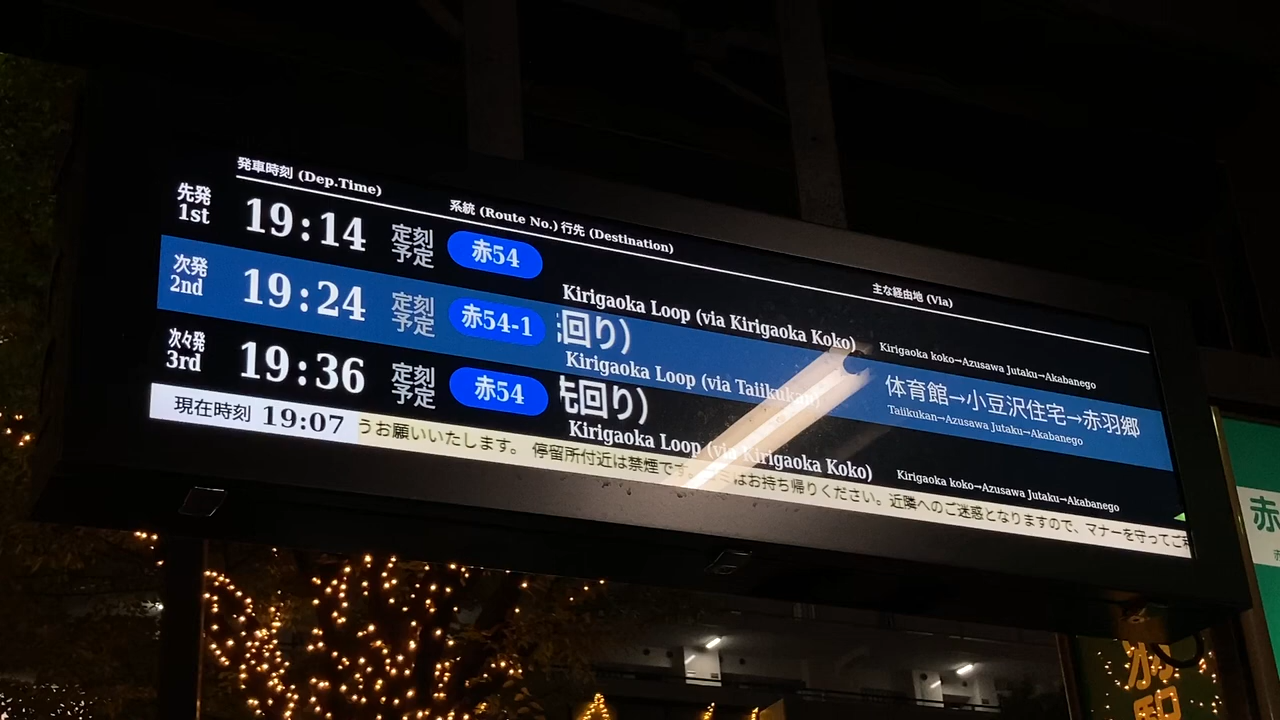 発車時刻 (Dep.Time)
系統 (Route No.) 行先 (Destination)
主な経由地 (Via)
先発
1st
19:14
定刻
予定
赤54
Kirigaoka Loop (via Kirigaoka Koko)
Kirigaoka koko→Azusawa Jutaku→Akabanego
次発
2nd
19:24
定刻
予定
赤54-1
回り)
Kirigaoka Loop (via Taiikukan)
体育館→小豆沢住宅→赤羽郷
Taiikukan→Azusawa Jutaku→Akabanego
次々発
3rd
19:36
定刻
予定
赤54
先回り)
Kirigaoka Loop (via Kirigaoka Koko)
Kirigaoka koko→Azusawa Jutaku→Akabanego
現在時刻 19:07
うお願いいたします。 停留所付近は禁煙です。 はお持ち帰りください。近隣へのご迷惑となりますので、マナーを守ってご
赤